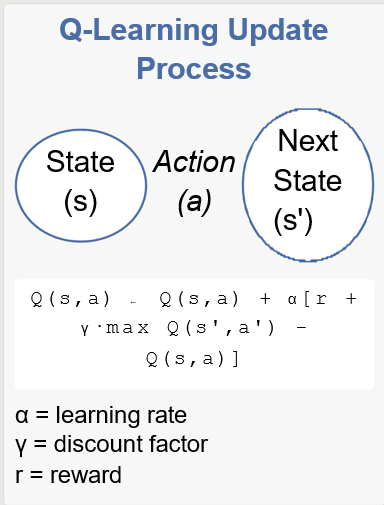 Q-Learning Update
Process
State
(s)
Action
(a)
Next
State
(s')
Q(s,a) ← Q(s,a) + α[r +
γ·max Q(s',a') −
Q(s,a)]
α = learning rate
γ = discount factor
r = reward